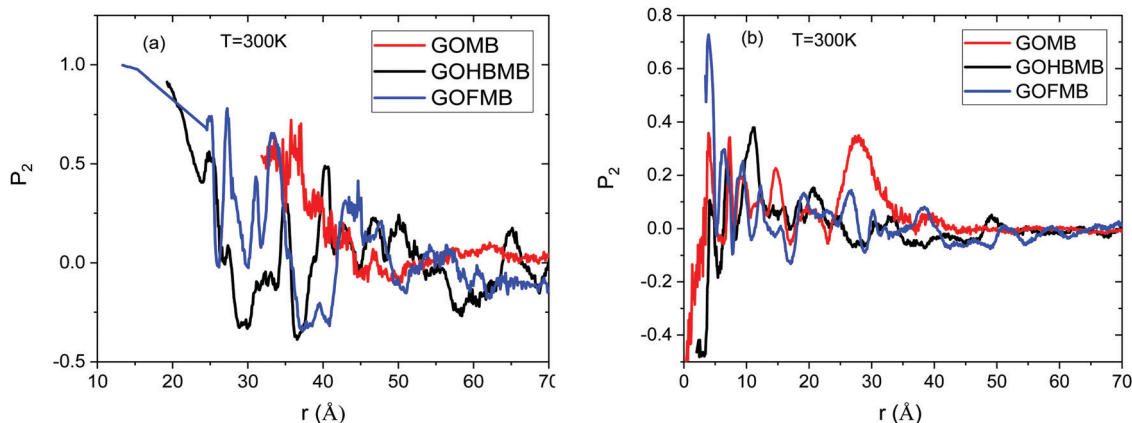 (a) T=300K
GOMB
GOHBMB
GOFMB
1.0
0.5
0.0
-0.5
P2
10 20 30 40 50 60 70
r (Å)
(b) T=300K
GOMB
GOHBMB
GOFMB
0.8
0.6
0.4
0.2
0.0
-0.2
-0.4
P2
0 10 20 30 40 50 60 70
r (Å)